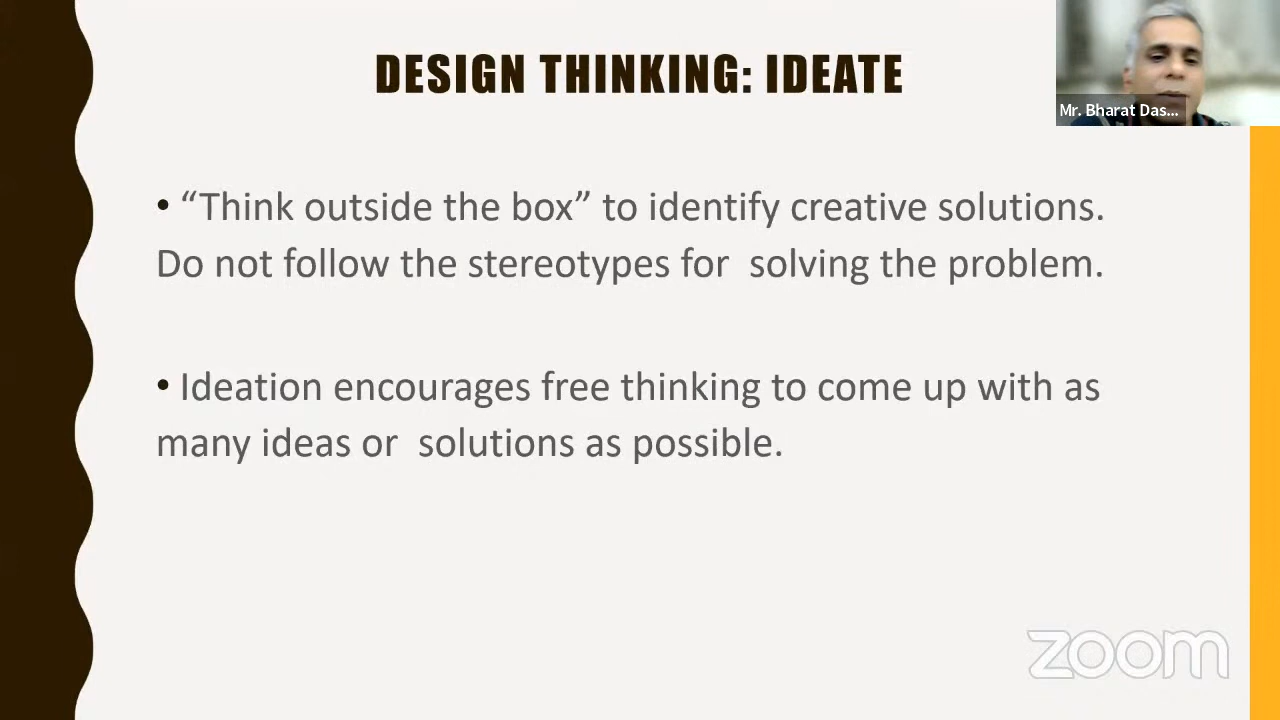 DESIGN THINKING: IDEATE
Mr. Bharat Das...
• “Think outside the box” to identify creative solutions.
Do not follow the stereotypes for  solving the problem.
• Ideation encourages free thinking to come up with as
many ideas or  solutions as possible.
zoom